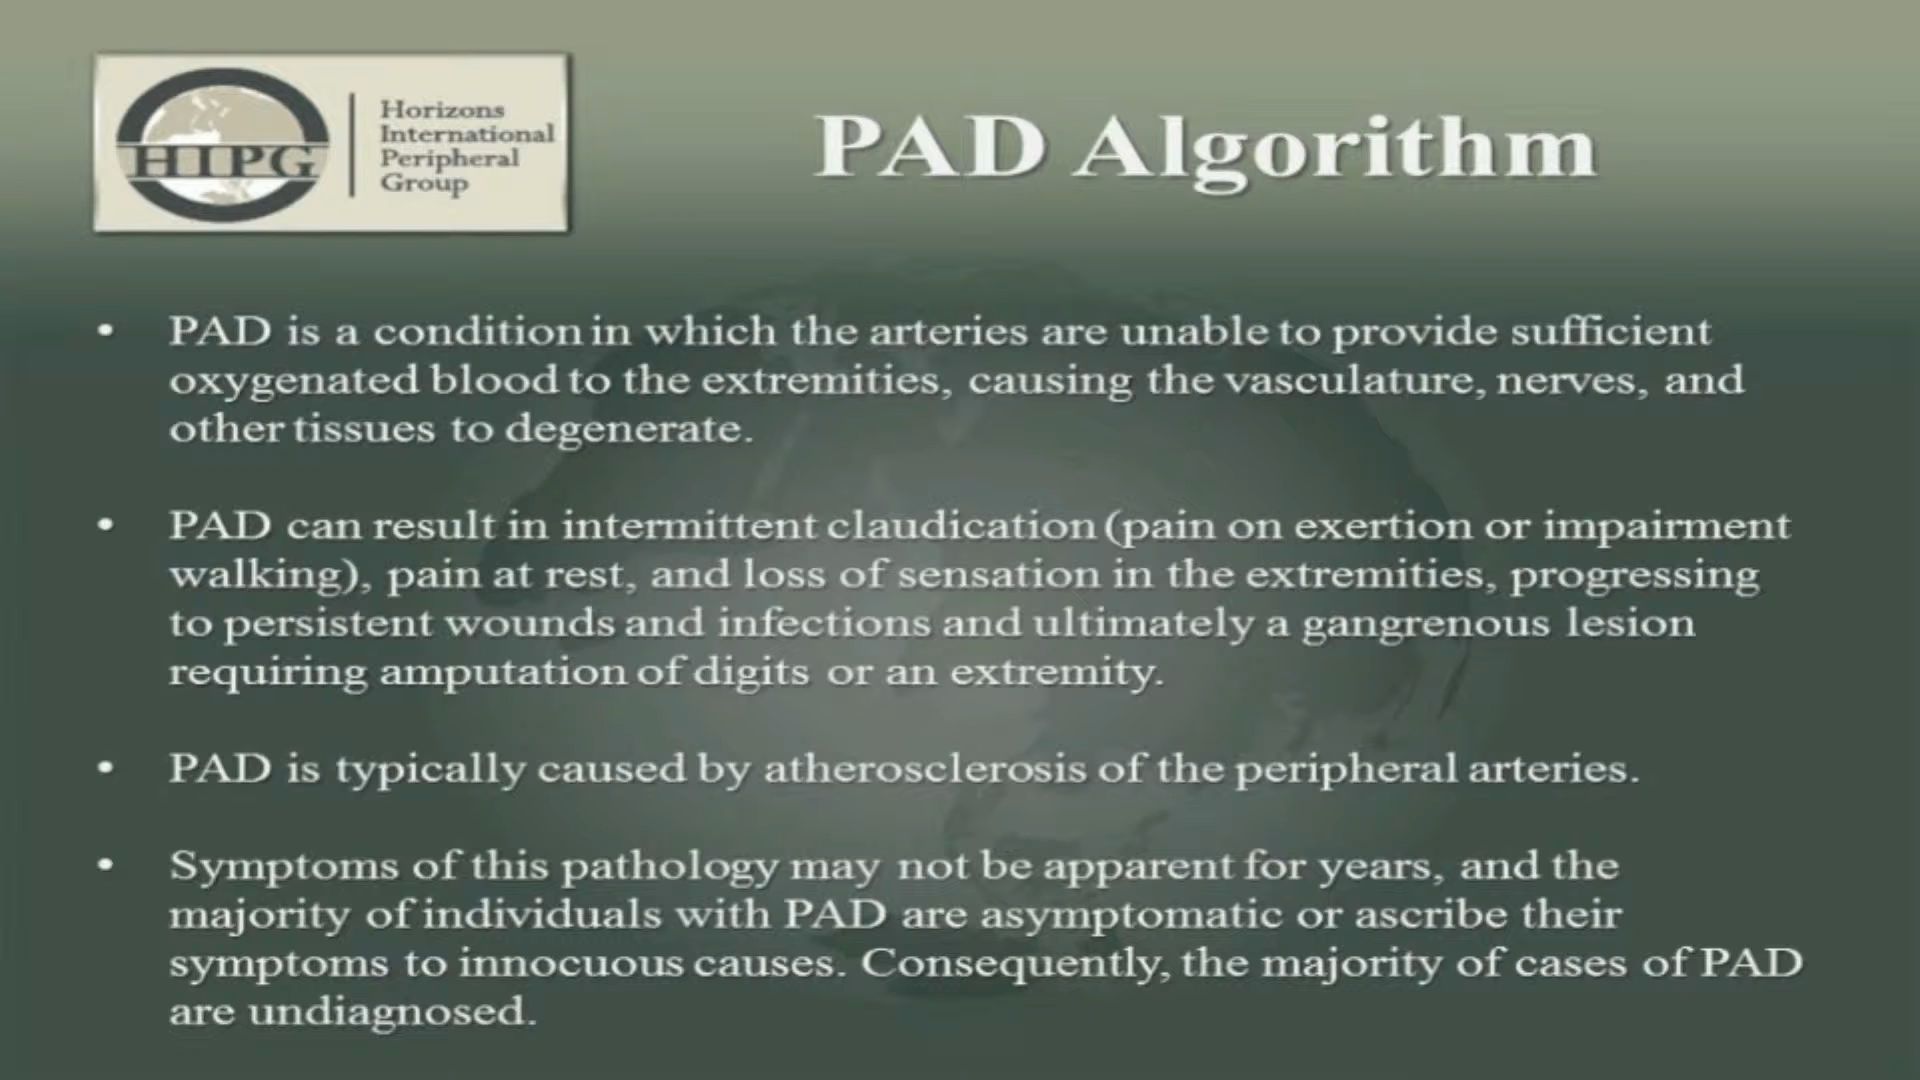 HIPG
Horizons
International
Peripheral
Group
PAD Algorithm
• PAD is a condition in which the arteries are unable to provide sufficient
oxygenated blood to the extremities, causing the vasculature, nerves, and
other tissues to degenerate.
• PAD can result in intermittent claudication (pain on exertion or impairment
walking), pain at rest, and loss of sensation in the extremities, progressing
to persistent wounds and infections and ultimately a gangrenous lesion
requiring amputation of digits or an extremity.
• PAD is typically caused by atherosclerosis of the peripheral arteries.
• Symptoms of this pathology may not be apparent for years, and the
majority of individuals with PAD are asymptomatic or ascribe their
symptoms to innocuous causes. Consequently, the majority of cases of PAD
are undiagnosed.